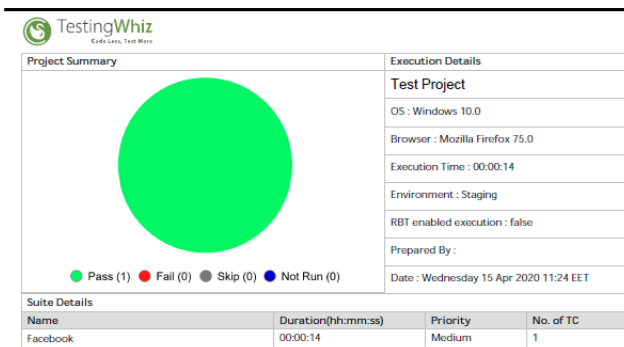 TestingWhiz
Code Less, Test More
Project Summary
Execution Details
Test Project
OS : Windows 10.0
Browser : Mozilla Firefox 75.0
Execution Time : 00:00:14
Environment : Staging
RBT enabled execution : false
Prepared By :
Date : Wednesday 15 Apr 2020 11:24 EET
Pass (1) Fail (0) Skip (0) Not Run (0)
Suite Details
Name Duration(hh:mm:ss) Priority No. of TC
Facebook 00:00:14 Medium 1